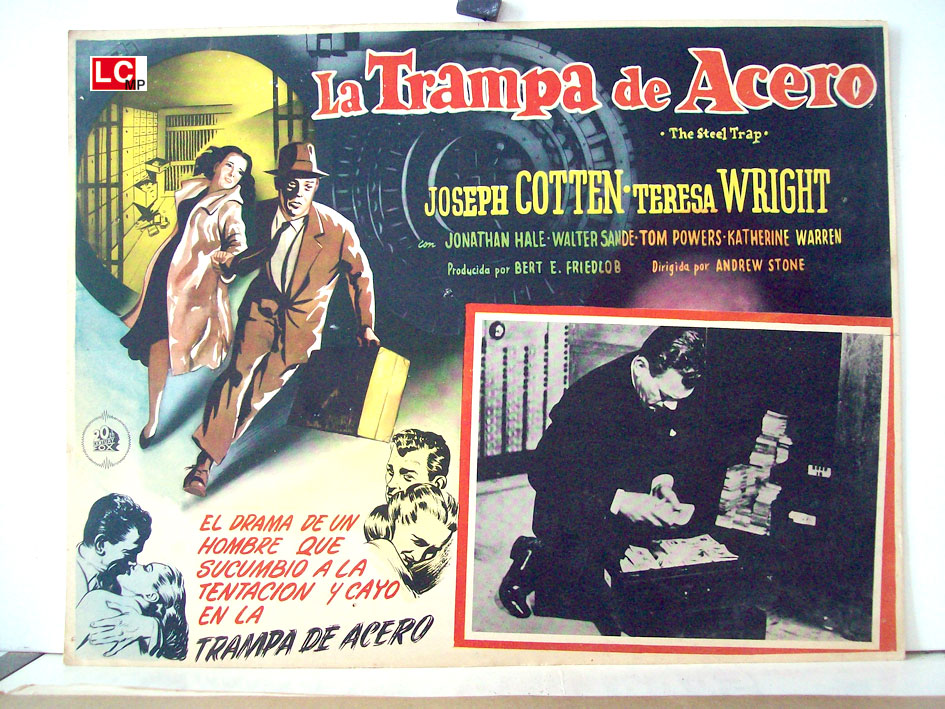 LC
MP
La Trampa de Acero
• The Steel Trap •
JOSEPH COTTEN • TERESA WRIGHT
con JONATHAN HALE • WALTER SANDE • TOM POWERS • KATHERINE WARREN
Producida por BERT E. FRIEDLOB Dirigida por ANDREW STONE
20th
CENTURY
FOX
EL DRAMA DE UN
HOMBRE QUE
SUCUMBIO A LA
TENTACION Y CAYO
EN LA
TRAMPA DE ACERO